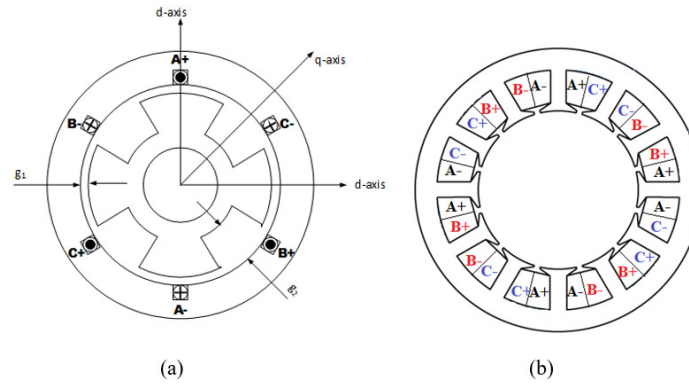 d-axis
A+
q-axis
B-
C-
g₁
d-axis
C+
B+
A-
g₂
(a)
B- A-
A+ C+
C- B-
B+ A+
A- C-
C+ B+
A- B-
C+ A+
B- C-
A+ B+
C- A-
B+ C+
(b)